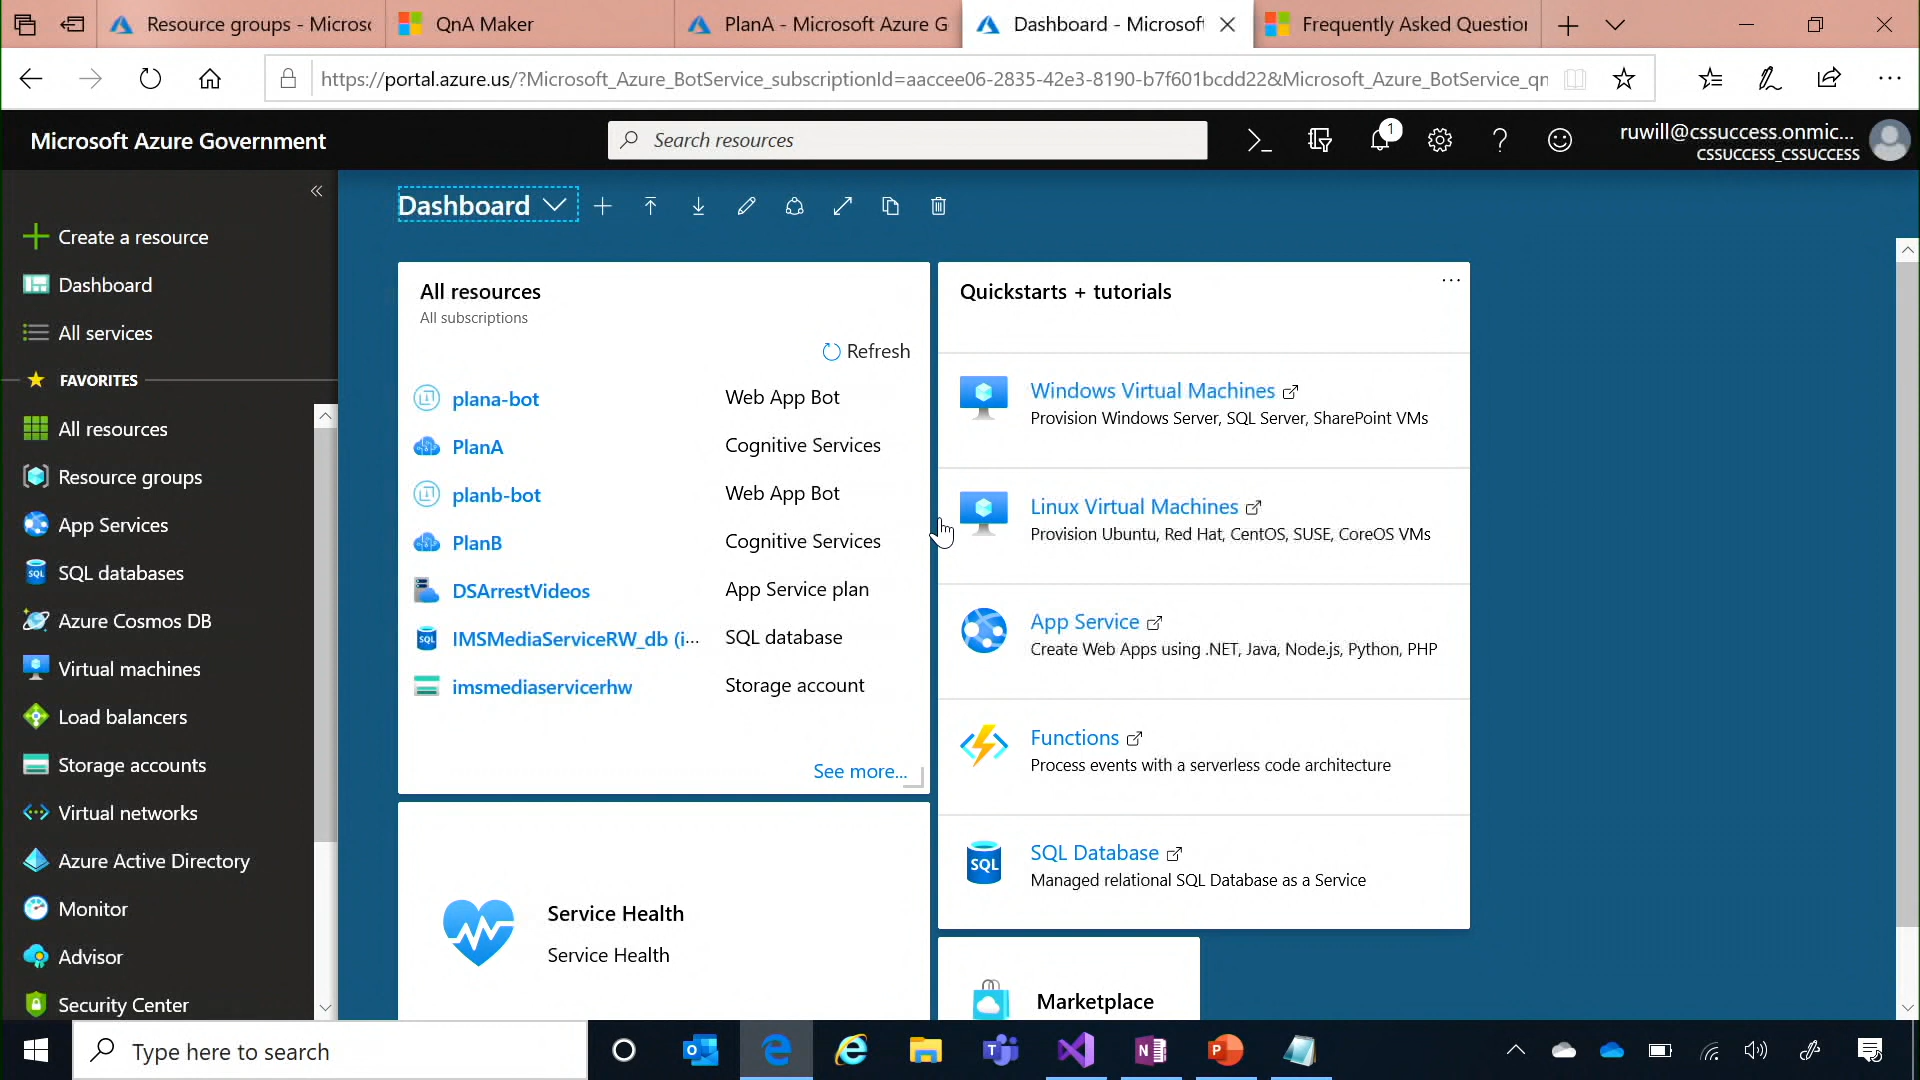 Resource groups - Microsc
QnA Maker
PlanA - Microsoft Azure G
Dashboard - Microsoft
Frequently Asked Question
https://portal.azure.us/?Microsoft_Azure_BotService_subscriptionId=aaccee06-2835-42e3-8190-b7f601bcdd22&Microsoft_Azure_BotService_qn
Microsoft Azure Government
Search resources
1
ruwill@cssuccess.onmic...
CSSUCCESS_CSSUCCESS
Create a resource
Dashboard
All services
FAVORITES
All resources
Resource groups
App Services
SQL databases
Azure Cosmos DB
Virtual machines
Load balancers
Storage accounts
Virtual networks
Azure Active Directory
Monitor
Advisor
Security Center
Dashboard
All resources
All subscriptions
Refresh
plana-bot Web App Bot
PlanA Cognitive Services
planb-bot Web App Bot
PlanB Cognitive Services
DSArrestVideos App Service plan
IMSMediaServiceRW_db (i... SQL database
imsmediaservicerhw Storage account
See more...
Service Health
Service Health
Quickstarts + tutorials
Windows Virtual Machines
Provision Windows Server, SQL Server, SharePoint VMs
Linux Virtual Machines
Provision Ubuntu, Red Hat, CentOS, SUSE, CoreOS VMs
App Service
Create Web Apps using .NET, Java, Node.js, Python, PHP
Functions
Process events with a serverless code architecture
SQL
SQL Database
Managed relational SQL Database as a Service
Marketplace
Type here to search